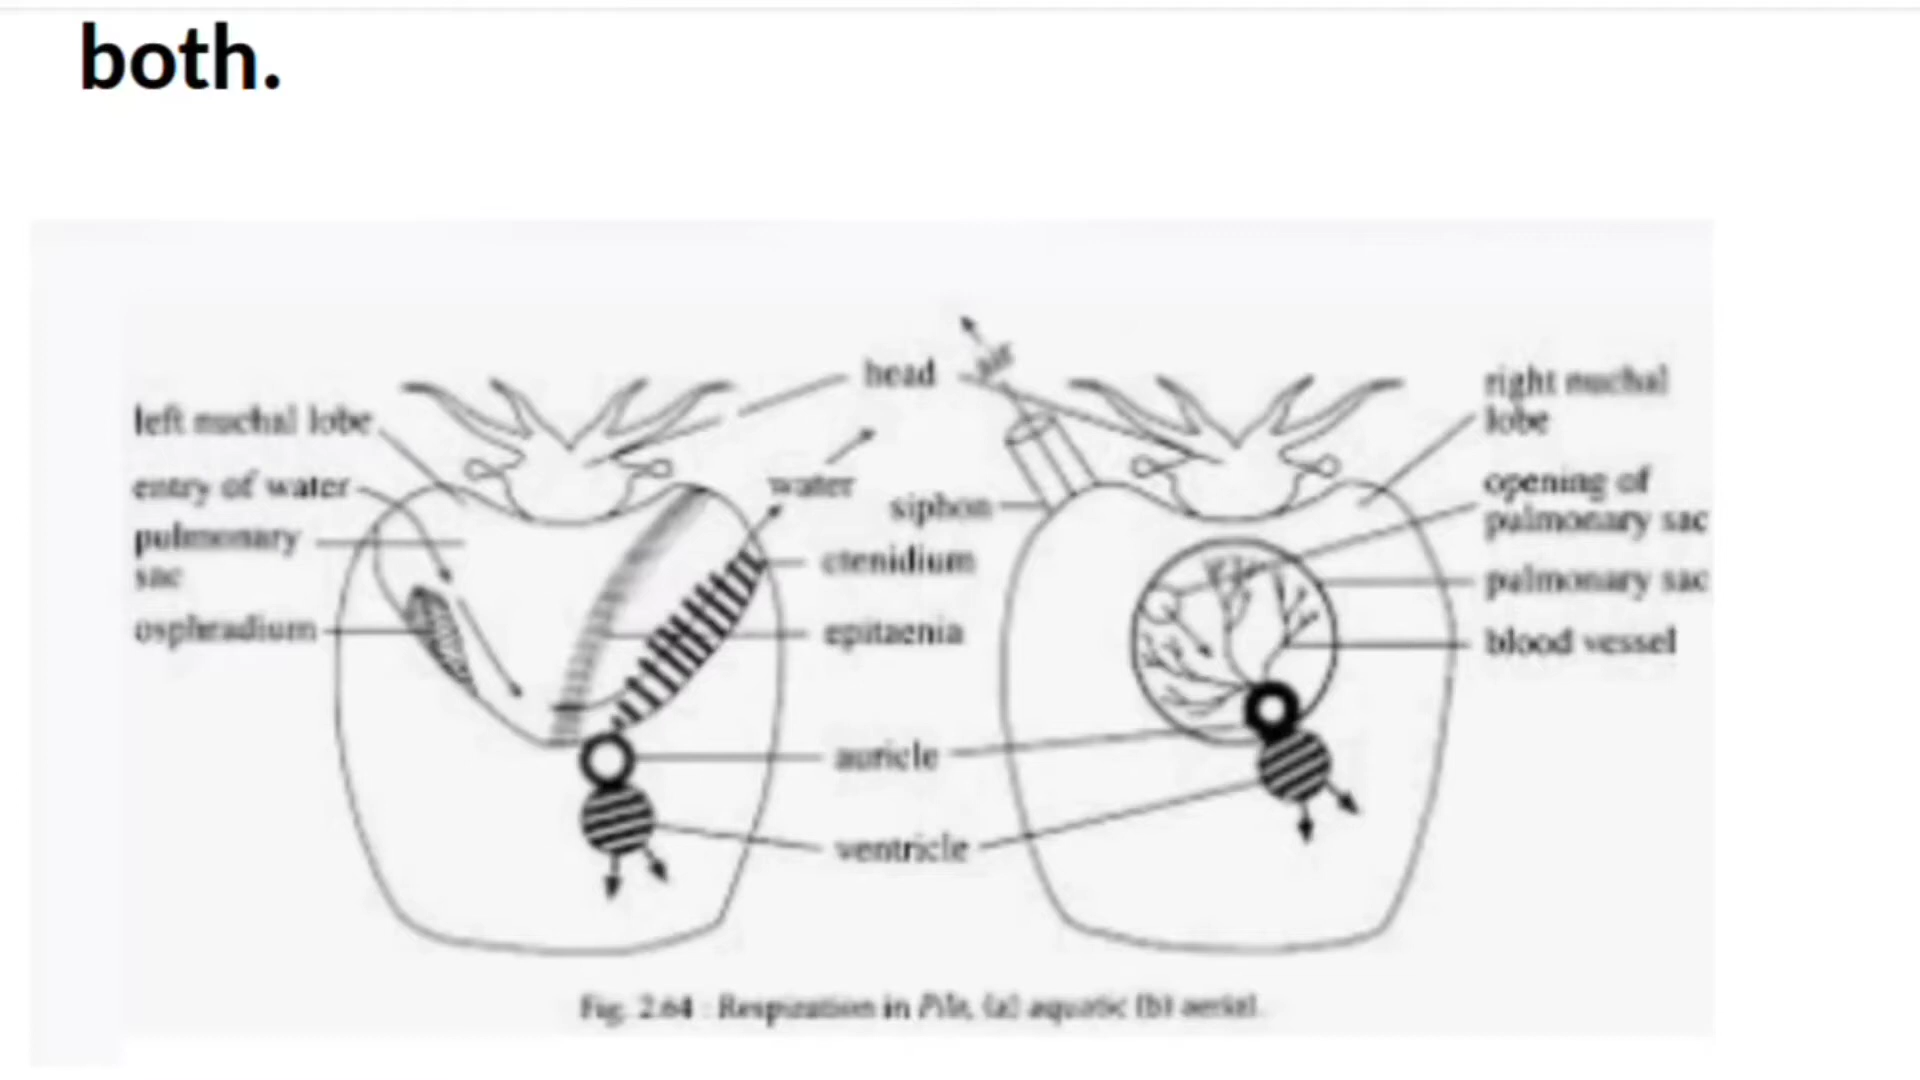 both.
head
air
right nuchal
lobe
left nuchal lobe
entry of water
water
siphon
opening of
pulmonary sac
pulmonary
sac
ctenidium
pulmonary sac
osphradium
epitaenia
blood vessel
auricle
ventricle
Fig. 2.64 : Respiration in Pila, (a) aquatic (b) aerial.